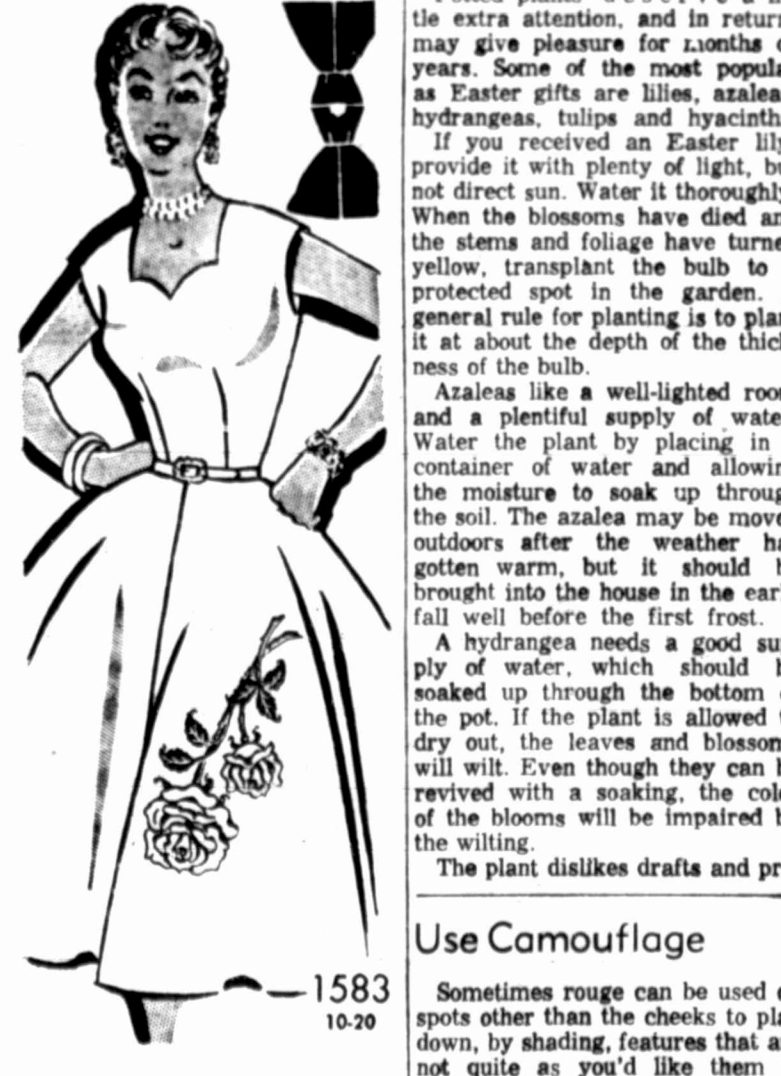 1583
10-20
tle extra attention, and in return
may give pleasure for months
years. Some of the most popula
as Easter gifts are lilies, azalea
hydrangeas, tulips and hyacinth
If you received an Easter lily
provide it with plenty of light, bu
not direct sun. Water it thoroughly
When the blossoms have died an
the stems and foliage have turne
yellow, transplant the bulb to
protected spot in the garden.
general rule for planting is to plan
it at about the depth of the thick
ness of the bulb.
Azaleas like a well-lighted room
and a plentiful supply of wate
Water the plant by placing in
container of water and allowin
the moisture to soak up throug
the soil. The azalea may be move
outdoors after the weather ha
gotten warm, but it should b
brought into the house in the earl
fall well before the first frost.
A hydrangea needs a good sup
ply of water, which should b
soaked up through the bottom
the pot. If the plant is allowed t
dry out, the leaves and blossom
will wilt. Even though they can b
revived with a soaking, the colo
of the blooms will be impaired b
the wilting.
The plant dislikes drafts and pr
Use Camouflage
Sometimes rouge can be used o
spots other than the cheeks to pla
down, by shading, features that ar
not quite as you'd like them